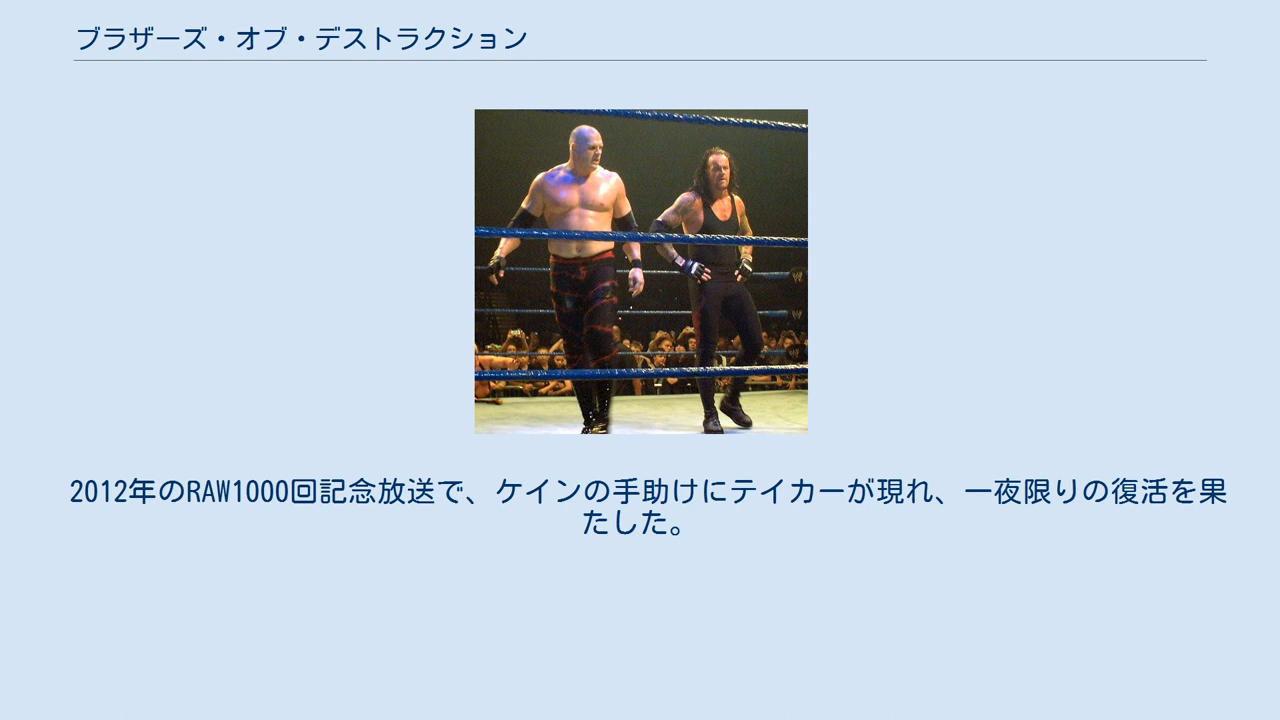 ブラザーズ・オブ・デストラクション
2012年のRAW1000回記念放送で、ケインの手助けにテイカーが現れ、一夜限りの復活を果
たした。